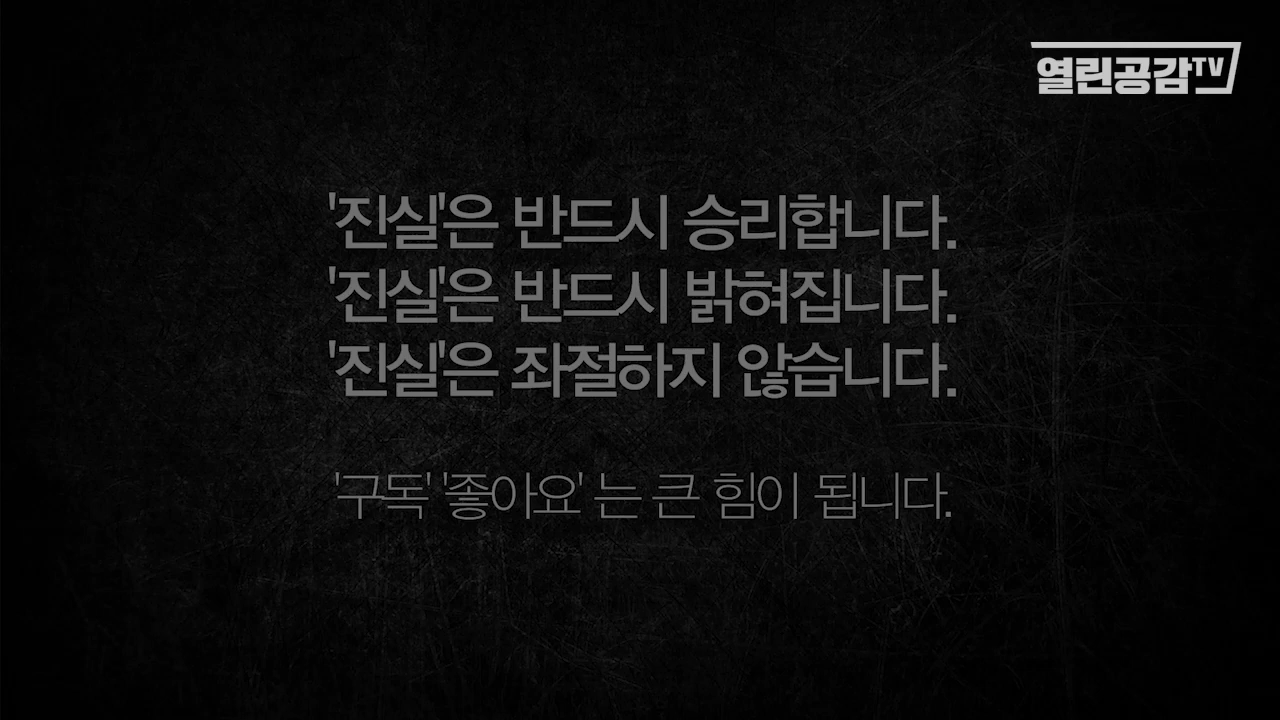 열린공감TV
'진실'은 반드시 승리합니다.
'진실'은 반드시 밝혀집니다.
'진실'은 좌절하지 않습니다.
'구독' '좋아요' 는 큰 힘이 됩니다.